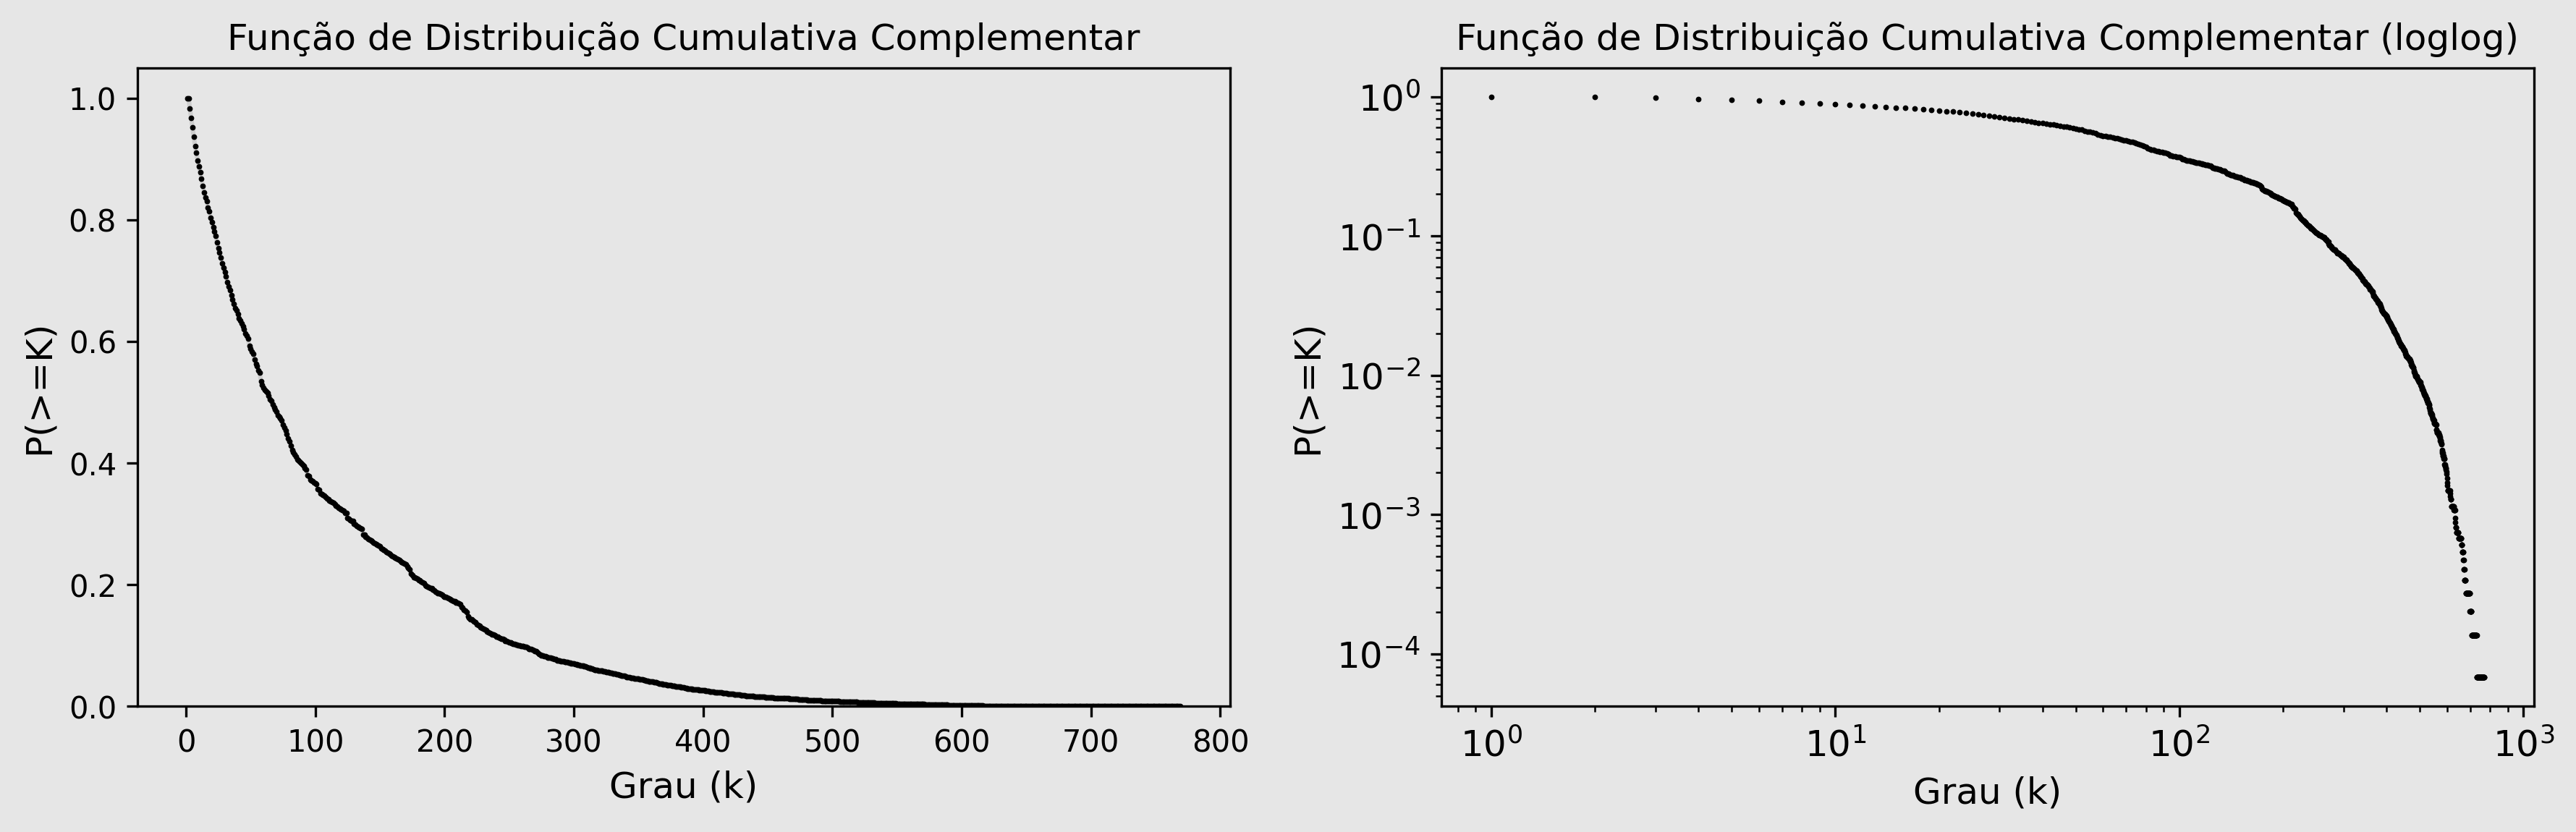 Função de Distribuição Cumulativa Complementar
1.0
0.8
0.6
0.4
0.2
0.0
P(>=K)
0 100 200 300 400 500 600 700 800
Grau (k)
Função de Distribuição Cumulativa Complementar (loglog)
10⁰
10⁻¹
10⁻²
10⁻³
10⁻⁴
P(>=K)
10⁰ 10¹ 10² 10³
Grau (k)